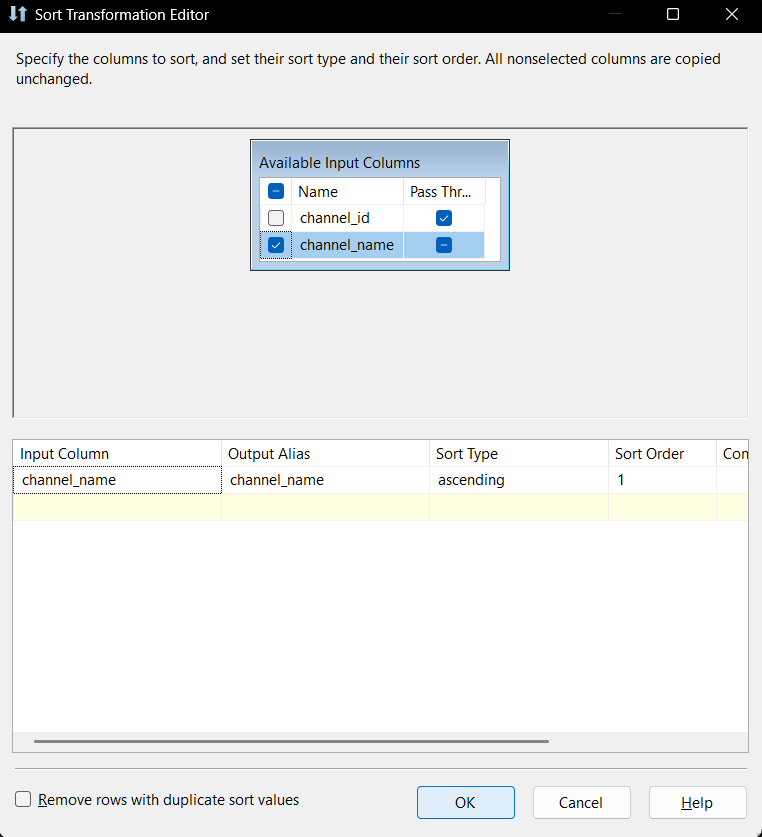 Sort Transformation Editor
Specify the columns to sort, and set their sort type and their sort order. All nonselected columns are copied
unchanged.
Available Input Columns
Name Pass Thr...
channel_id
channel_name
Input Column Output Alias Sort Type Sort Order Con
channel_name channel_name ascending 1
Remove rows with duplicate sort values OK Cancel Help